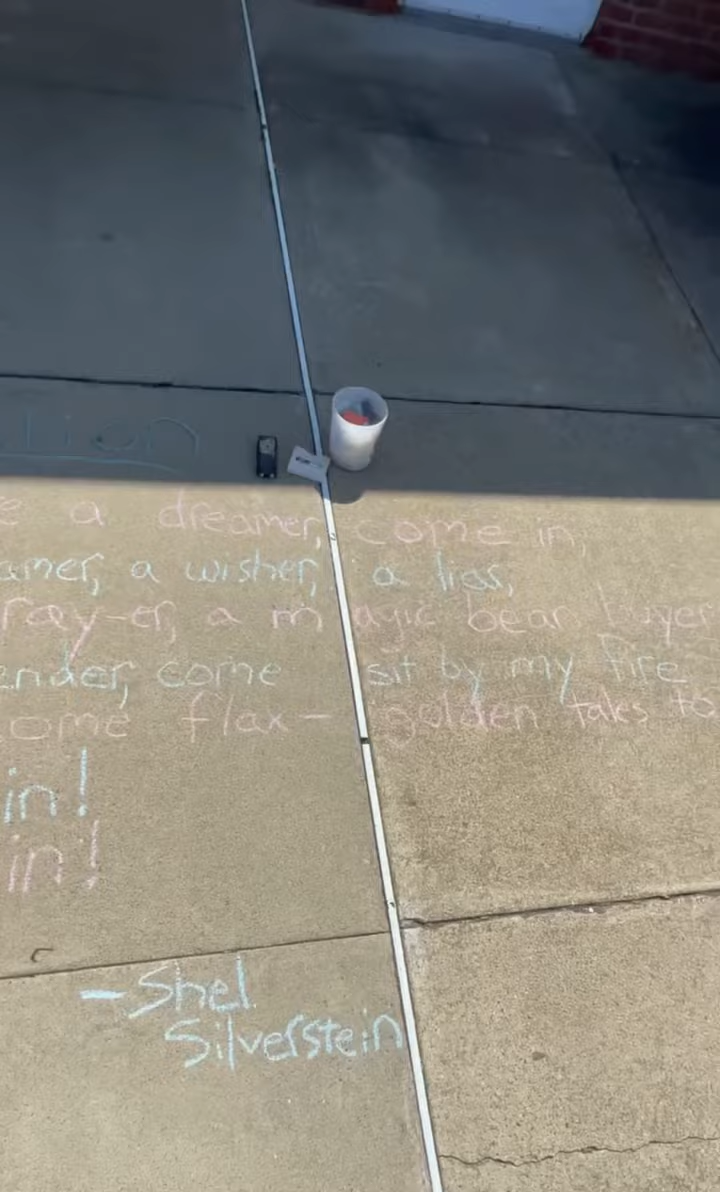 ation
e a dreamer, come in,
amer, a wisher, a liar,
ray-er, a magic bean buyer
ender, come sit by my fire
ome flax-golden tales to
in!
in!
-Shel
Silverstein